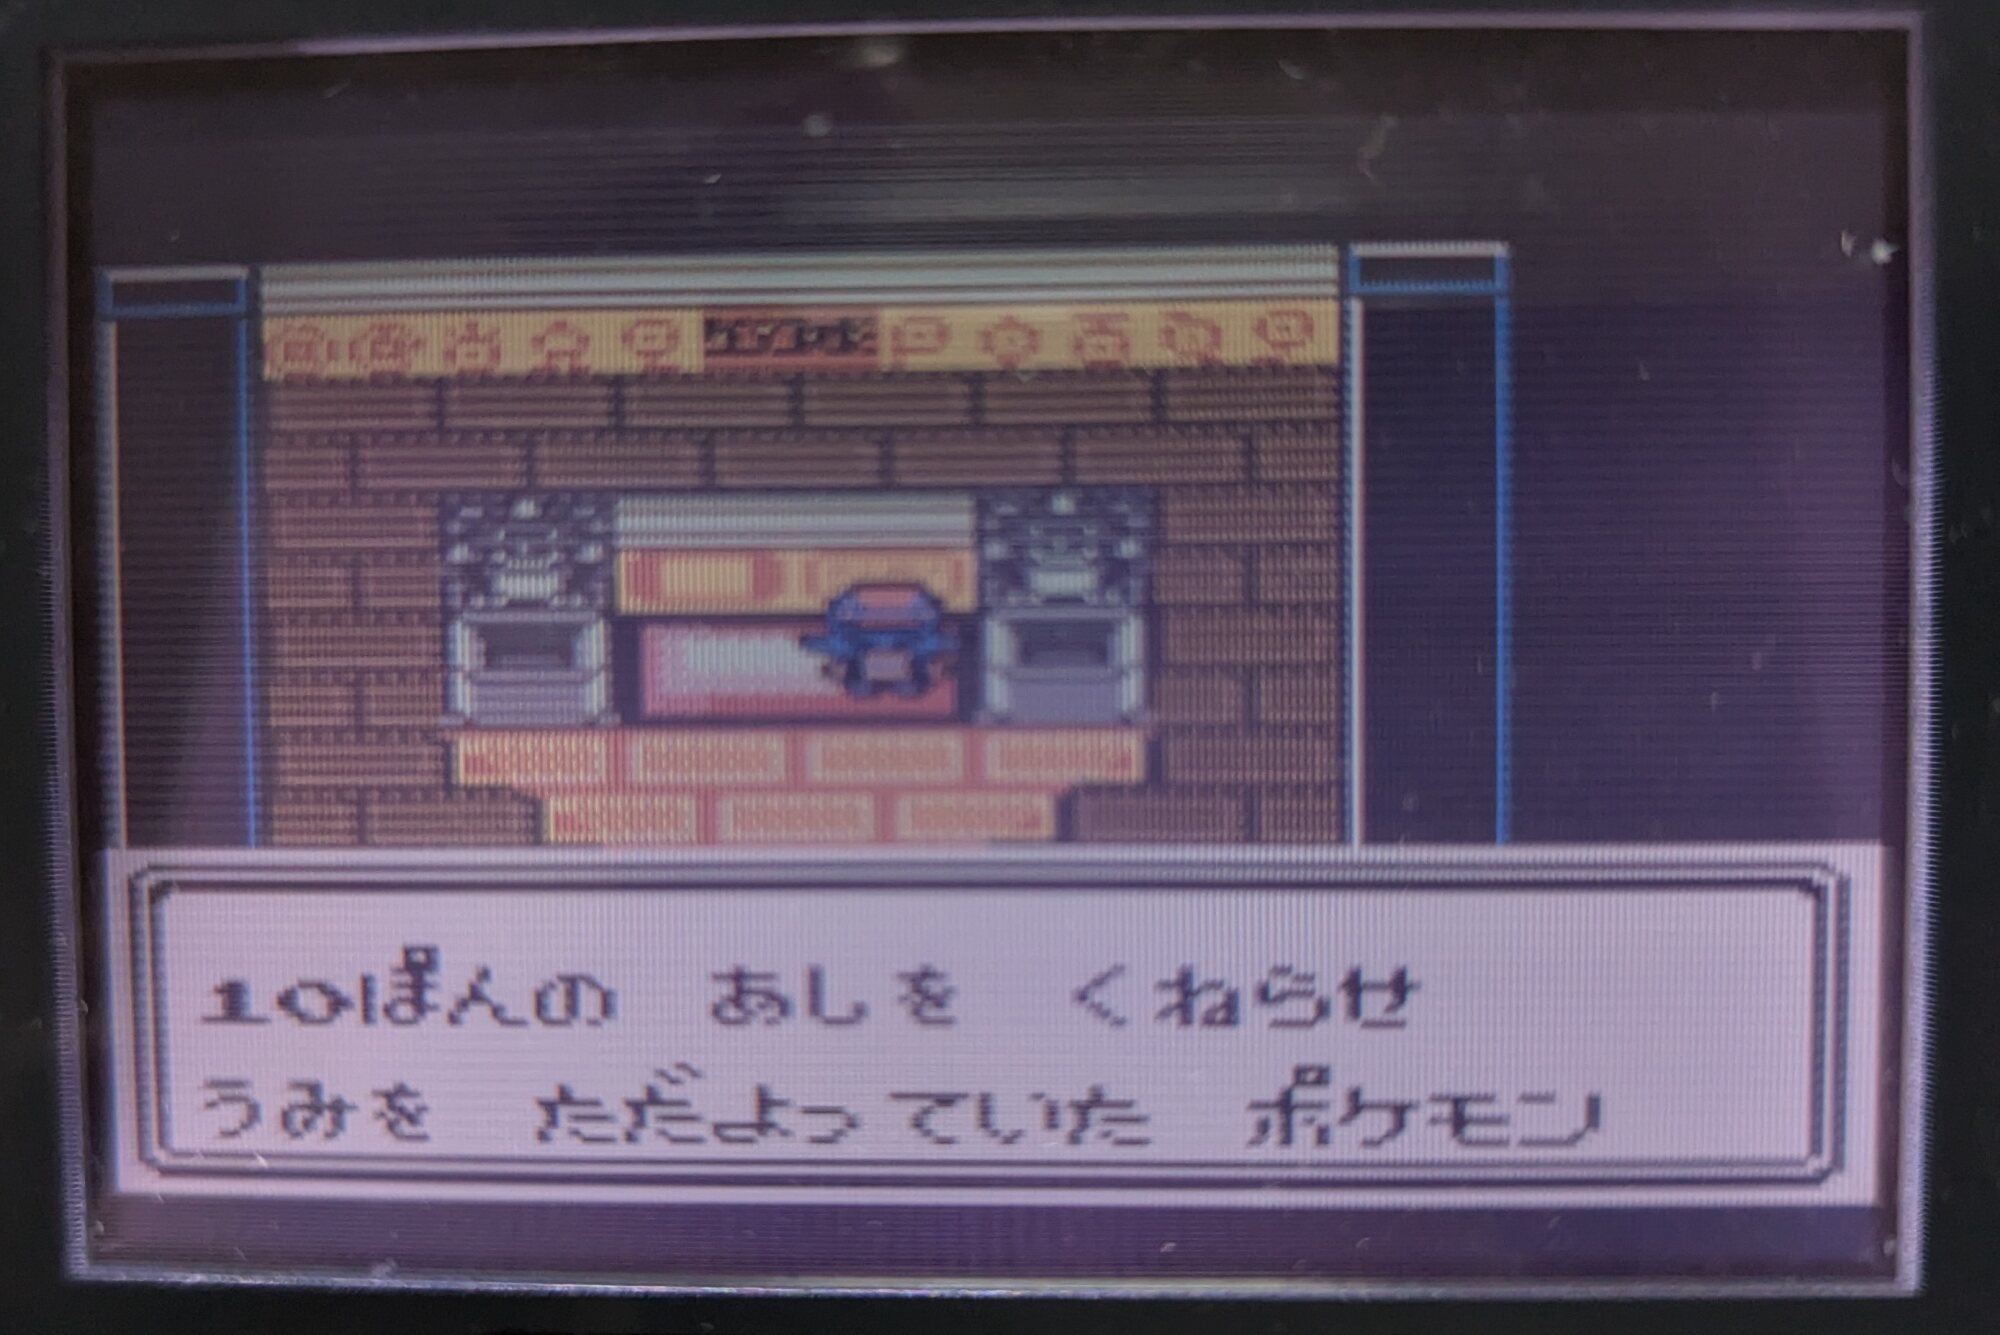 10ぽんの　あしを　くねらせ
うみを　ただよっていた　ポケモン